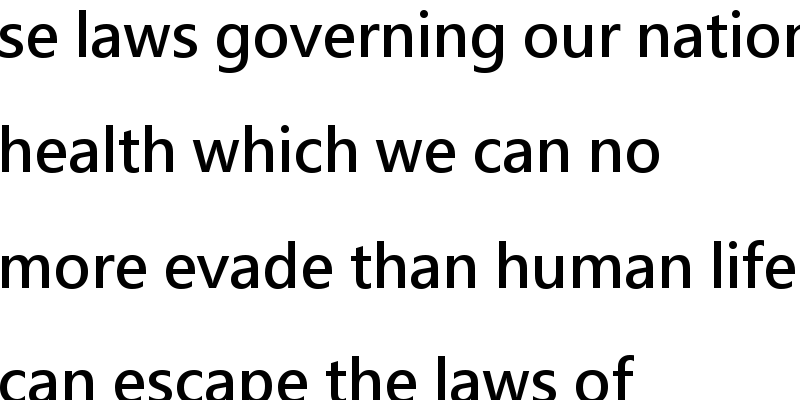 se laws governing our nation
health which we can no
more evade than human life
can escape the laws of